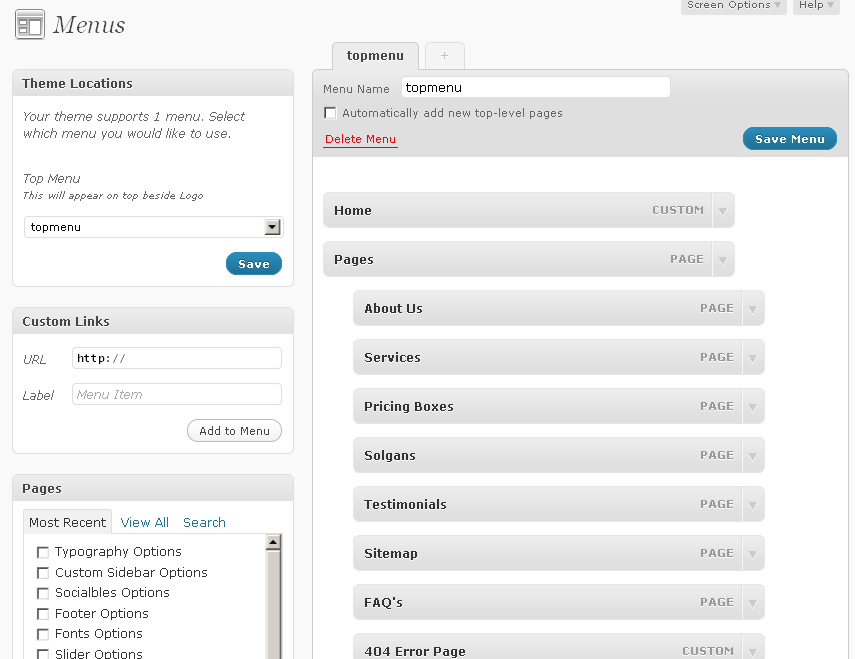 Screen Options
Help
Menus
Theme Locations
Your theme supports 1 menu. Select
which menu you would like to use.
Top Menu
This will appear on top beside Logo
topmenu
Save
Custom Links
URL
http://
Label
Menu Item
Add to Menu
Pages
Most Recent View All Search
Typography Options
Custom Sidebar Options
Socialbles Options
Footer Options
Fonts Options
Slider Options
topmenu
+
Menu Name topmenu
Automatically add new top-level pages
Delete Menu
Save Menu
Home CUSTOM
Pages PAGE
About Us PAGE
Services PAGE
Pricing Boxes PAGE
Solgans PAGE
Testimonials PAGE
Sitemap PAGE
FAQ's PAGE
404 Error Page CUSTOM